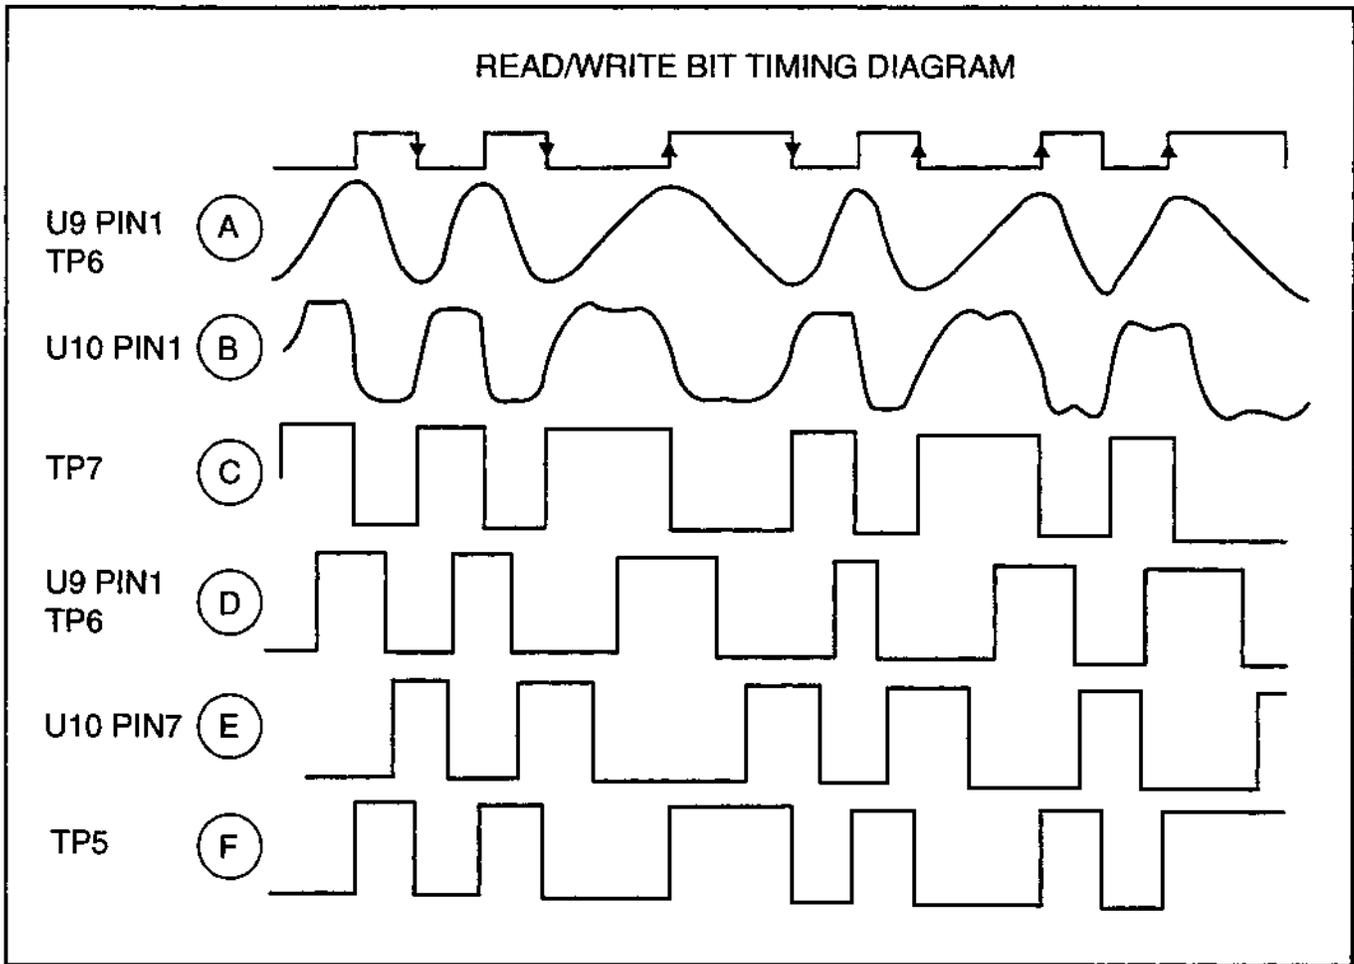 READ/WRITE BIT TIMING DIAGRAM
U9 PIN1
TP6
A
U10 PIN1
B
TP7
C
U9 PIN1
TP6
D
U10 PIN7
E
TP5
F